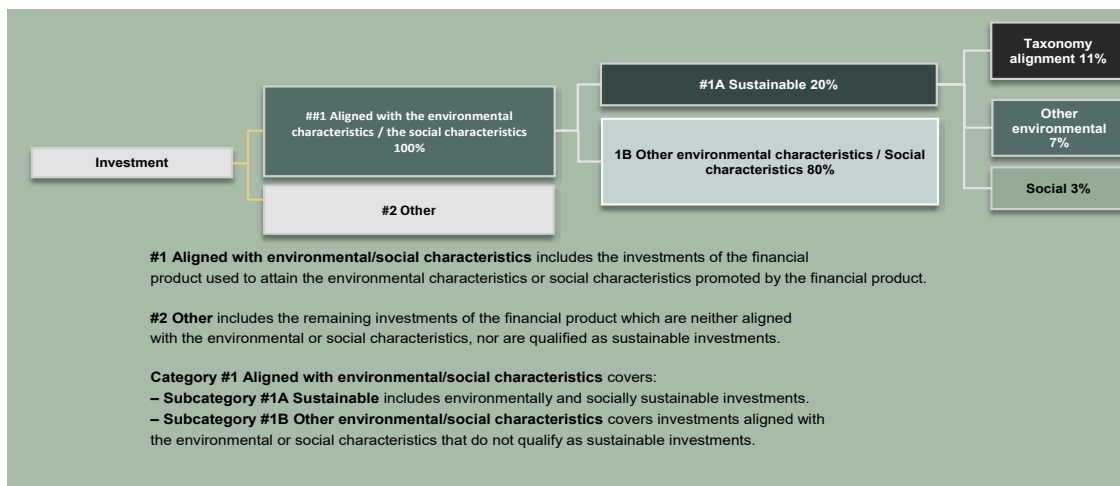 Taxonomy
alignment 11%
#1A Sustainable 20%
##1 Aligned with the environmental
characteristics / the social characteristics
100%
Other
environmental
7%
Investment
1B Other environmental characteristics / Social
characteristics 80%
Social 3%
#2 Other
#1 Aligned with environmental/social characteristics includes the investments of the financial
product used to attain the environmental characteristics or social characteristics promoted by the financial product.
#2 Other includes the remaining investments of the financial product which are neither aligned
with the environmental or social characteristics, nor are qualified as sustainable investments.
Category #1 Aligned with environmental/social characteristics covers:
– Subcategory #1A Sustainable includes environmentally and socially sustainable investments.
– Subcategory #1B Other environmental/social characteristics covers investments aligned with
the environmental or social characteristics that do not qualify as sustainable investments.